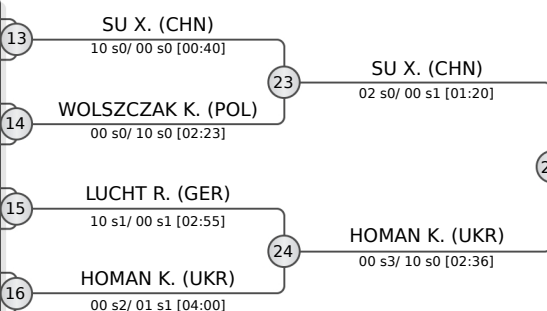 SU X. (CHN)
13
10 s0/ 00 s0 [00:40]
SU X. (CHN)
23
02 s0/ 00 s1 [01:20]
WOLSZCZAK K. (POL)
14
00 s0/ 10 s0 [02:23]
LUCHT R. (GER)
15
10 s1/ 00 s1 [02:55]
HOMAN K. (UKR)
24
00 s3/ 10 s0 [02:36]
HOMAN K. (UKR)
16
00 s2/ 01 s1 [04:00]